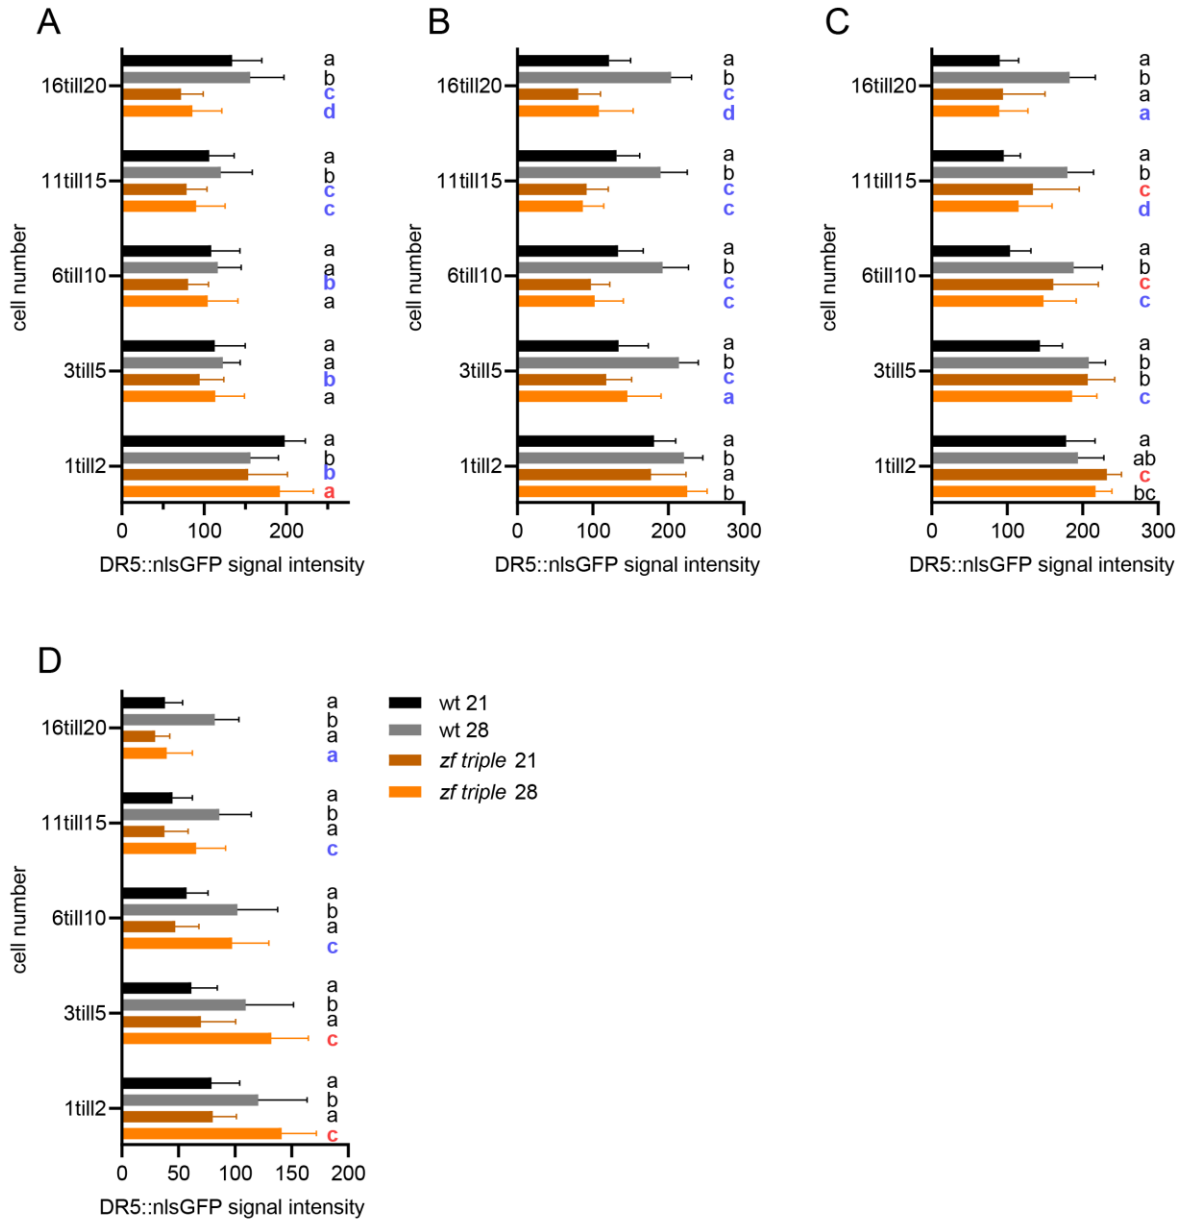 A
cell number
16till20
a
b
c
d
11till15
a
b
c
c
6till10
a
a
b
a
3till5
a
a
b
a
1till2
a
b
b
a
0 100 200
DR5::nlsGFP signal intensity
B
cell number
16till20
a
b
c
d
11till15
a
b
c
c
6till10
a
b
c
c
3till5
a
b
c
a
1till2
a
b
a
b
0 100 200 300
DR5::nlsGFP signal intensity
C
cell number
16till20
a
b
a
a
11till15
a
b
c
d
6till10
a
b
c
c
3till5
a
b
b
c
1till2
a
ab
c
bc
0 100 200 300
DR5::nlsGFP signal intensity
D
cell number
16till20
a
b
a
a
11till15
a
b
a
c
6till10
a
b
a
c
3till5
a
b
a
c
1till2
a
b
a
c
0 50 100 150 200
DR5::nlsGFP signal intensity
wt 21
wt 28
zf triple 21
zf triple 28